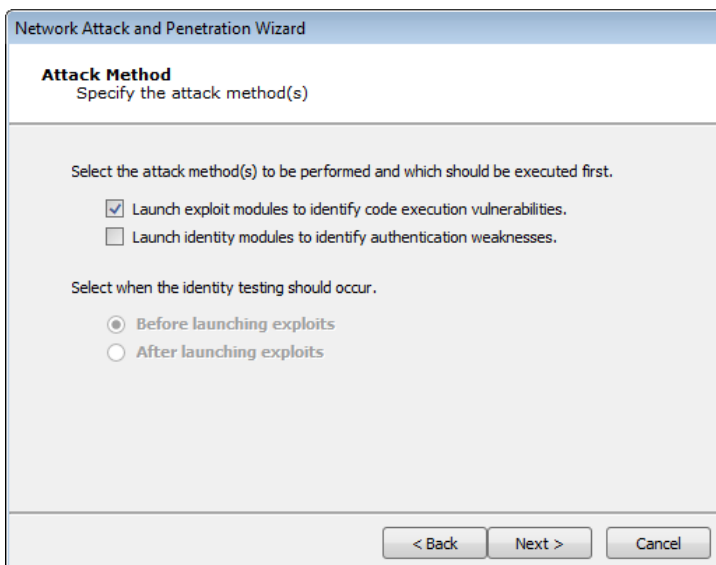 Network Attack and Penetration Wizard
Attack Method
Specify the attack method(s)
Select the attack method(s) to be performed and which should be executed first.
Launch exploit modules to identify code execution vulnerabilities.
Launch identity modules to identify authentication weaknesses.
Select when the identity testing should occur.
Before launching exploits
After launching exploits
< Back Next > Cancel